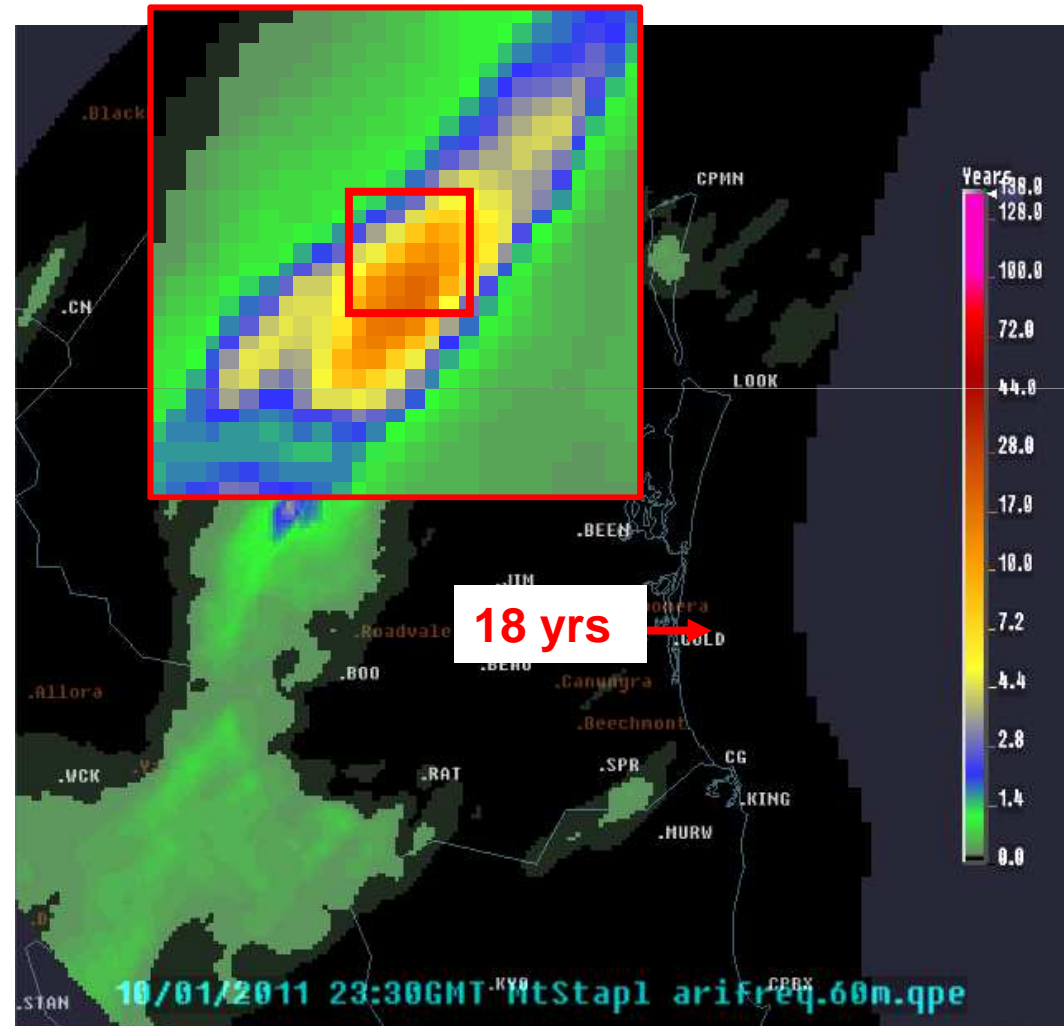 .Black
CPMN
Years
138.0
128.0
.CN
100.0
72.0
LOOK
44.0
28.0
17.0
.BEEN
10.0
.JIM
18 yrs
7.2
.Roadvale
.GOLD
.BOO
.BEAU
.Canungra
4.4
.Allora
.Beechmont
2.8
.WCK
.RAT
.SPR
CG
1.4
.KING
.MURW
0.0
.D
.STAN
10/01/2011 23:30GMT MtStapl arifreq.60m.qpe
.KYO
CPBX